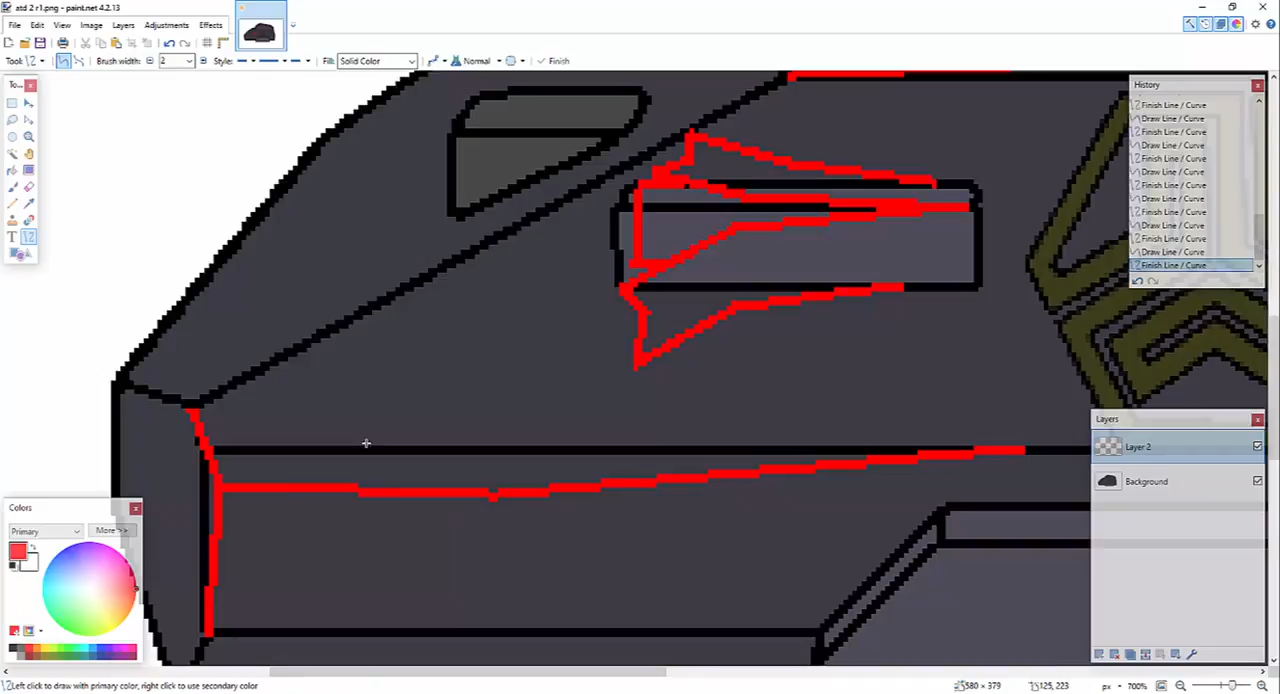 atd 2 r1.png - paint.net 4.2.13
File Edit View Image Layers Adjustments Effects
Tool: Brush width: 2 Style: Fill: Solid Color Normal Finish
To...
History
Finish Line / Curve
Draw Line / Curve
Finish Line / Curve
Draw Line / Curve
Finish Line / Curve
Draw Line / Curve
Finish Line / Curve
Draw Line / Curve
Finish Line / Curve
Draw Line / Curve
Finish Line / Curve
Draw Line / Curve
Finish Line / Curve
Layers
Layer 2
Background
Colors
Primary More >>
Left click to draw with primary color, right click to use secondary color 580 × 379 125, 223 px 700%